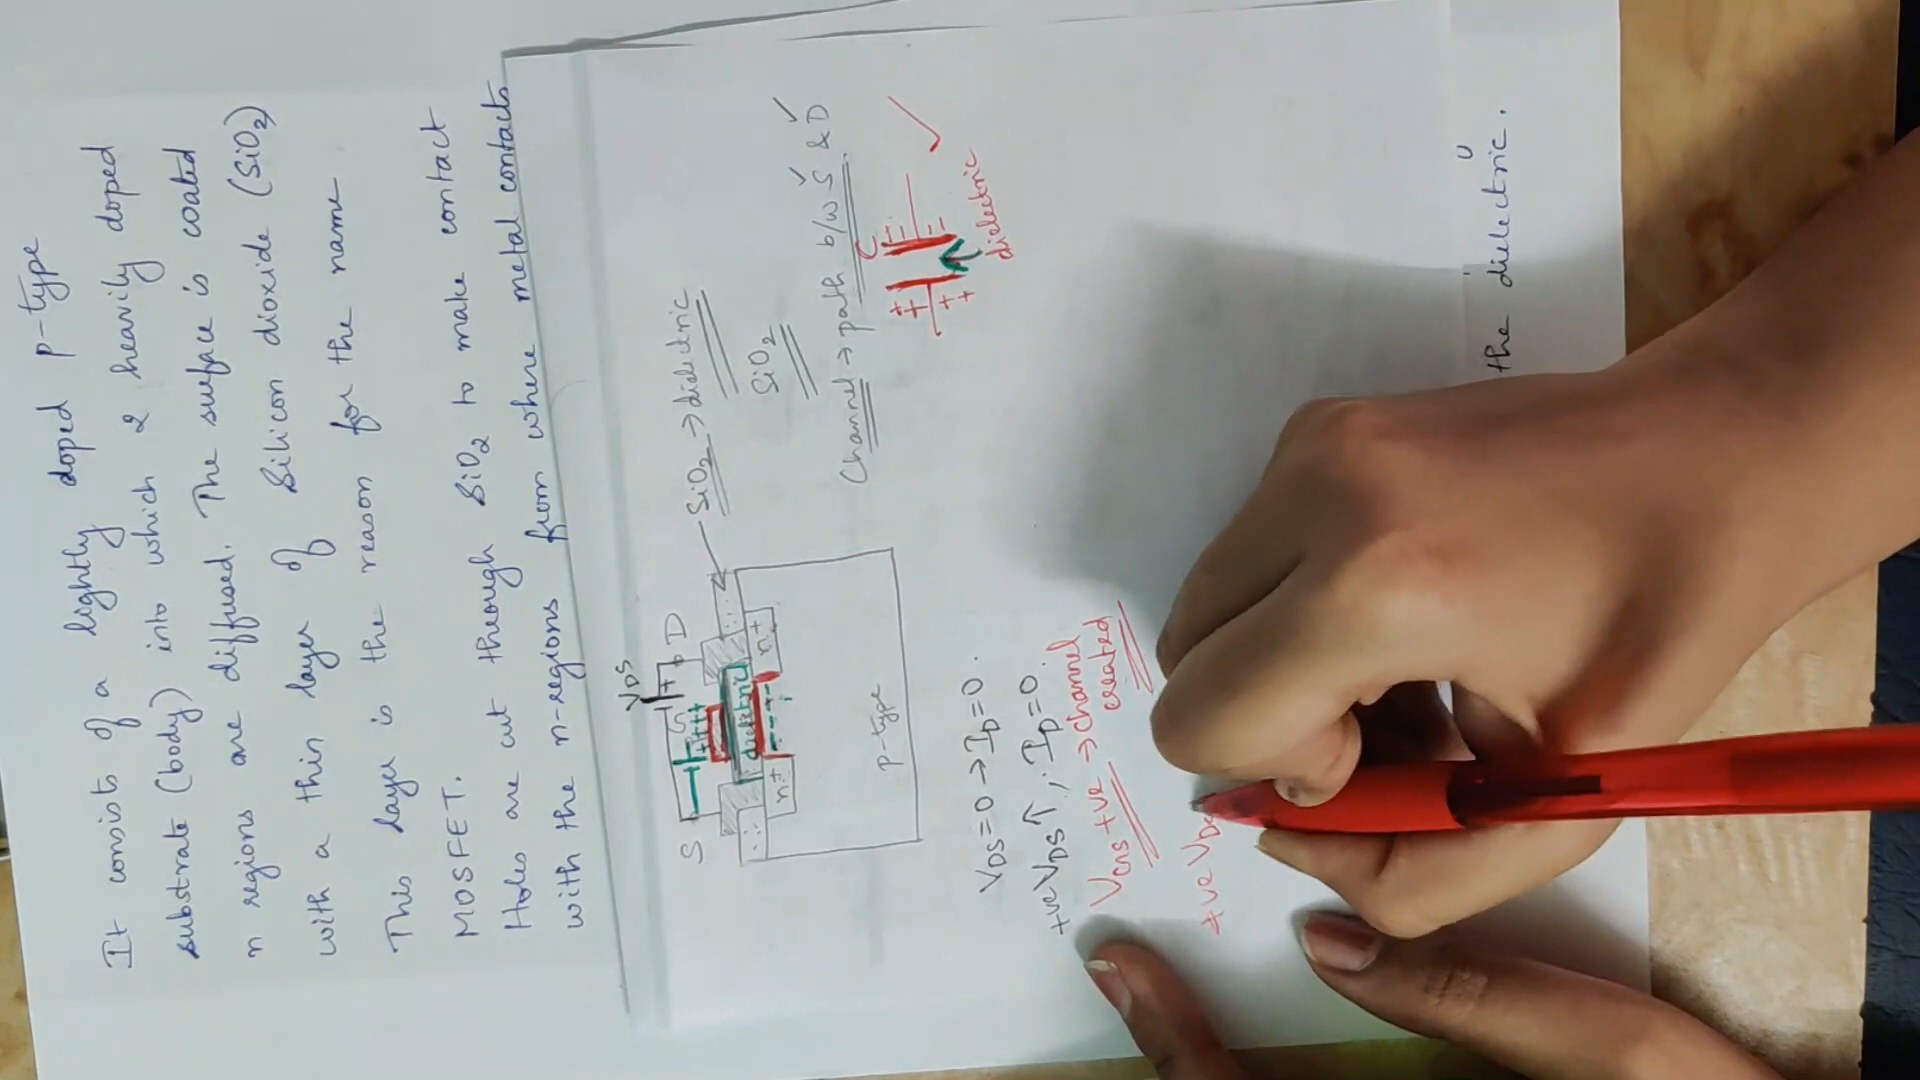 It consists of a lightly doped p-type
substrate (body) into which 2 heavily doped
n regions are diffused. The surface is coated
with a thin layer of Silicon dioxide (SiO2)
This layer is the reason for the name
MOSFET.
Holes are cut through SiO2 to make contact
with the n-regions from where metal contacts
VDS
S
G
D
SiO2 → dielectric
SiO2
dielectric
n+
n+
p-type
Channel → path b/w S & D
C
dielectric
VDS = 0 → ID = 0.
+ve VDS ↑, ID = 0.
VGS +ve → channel
created
+ve VDS
the dielectric.